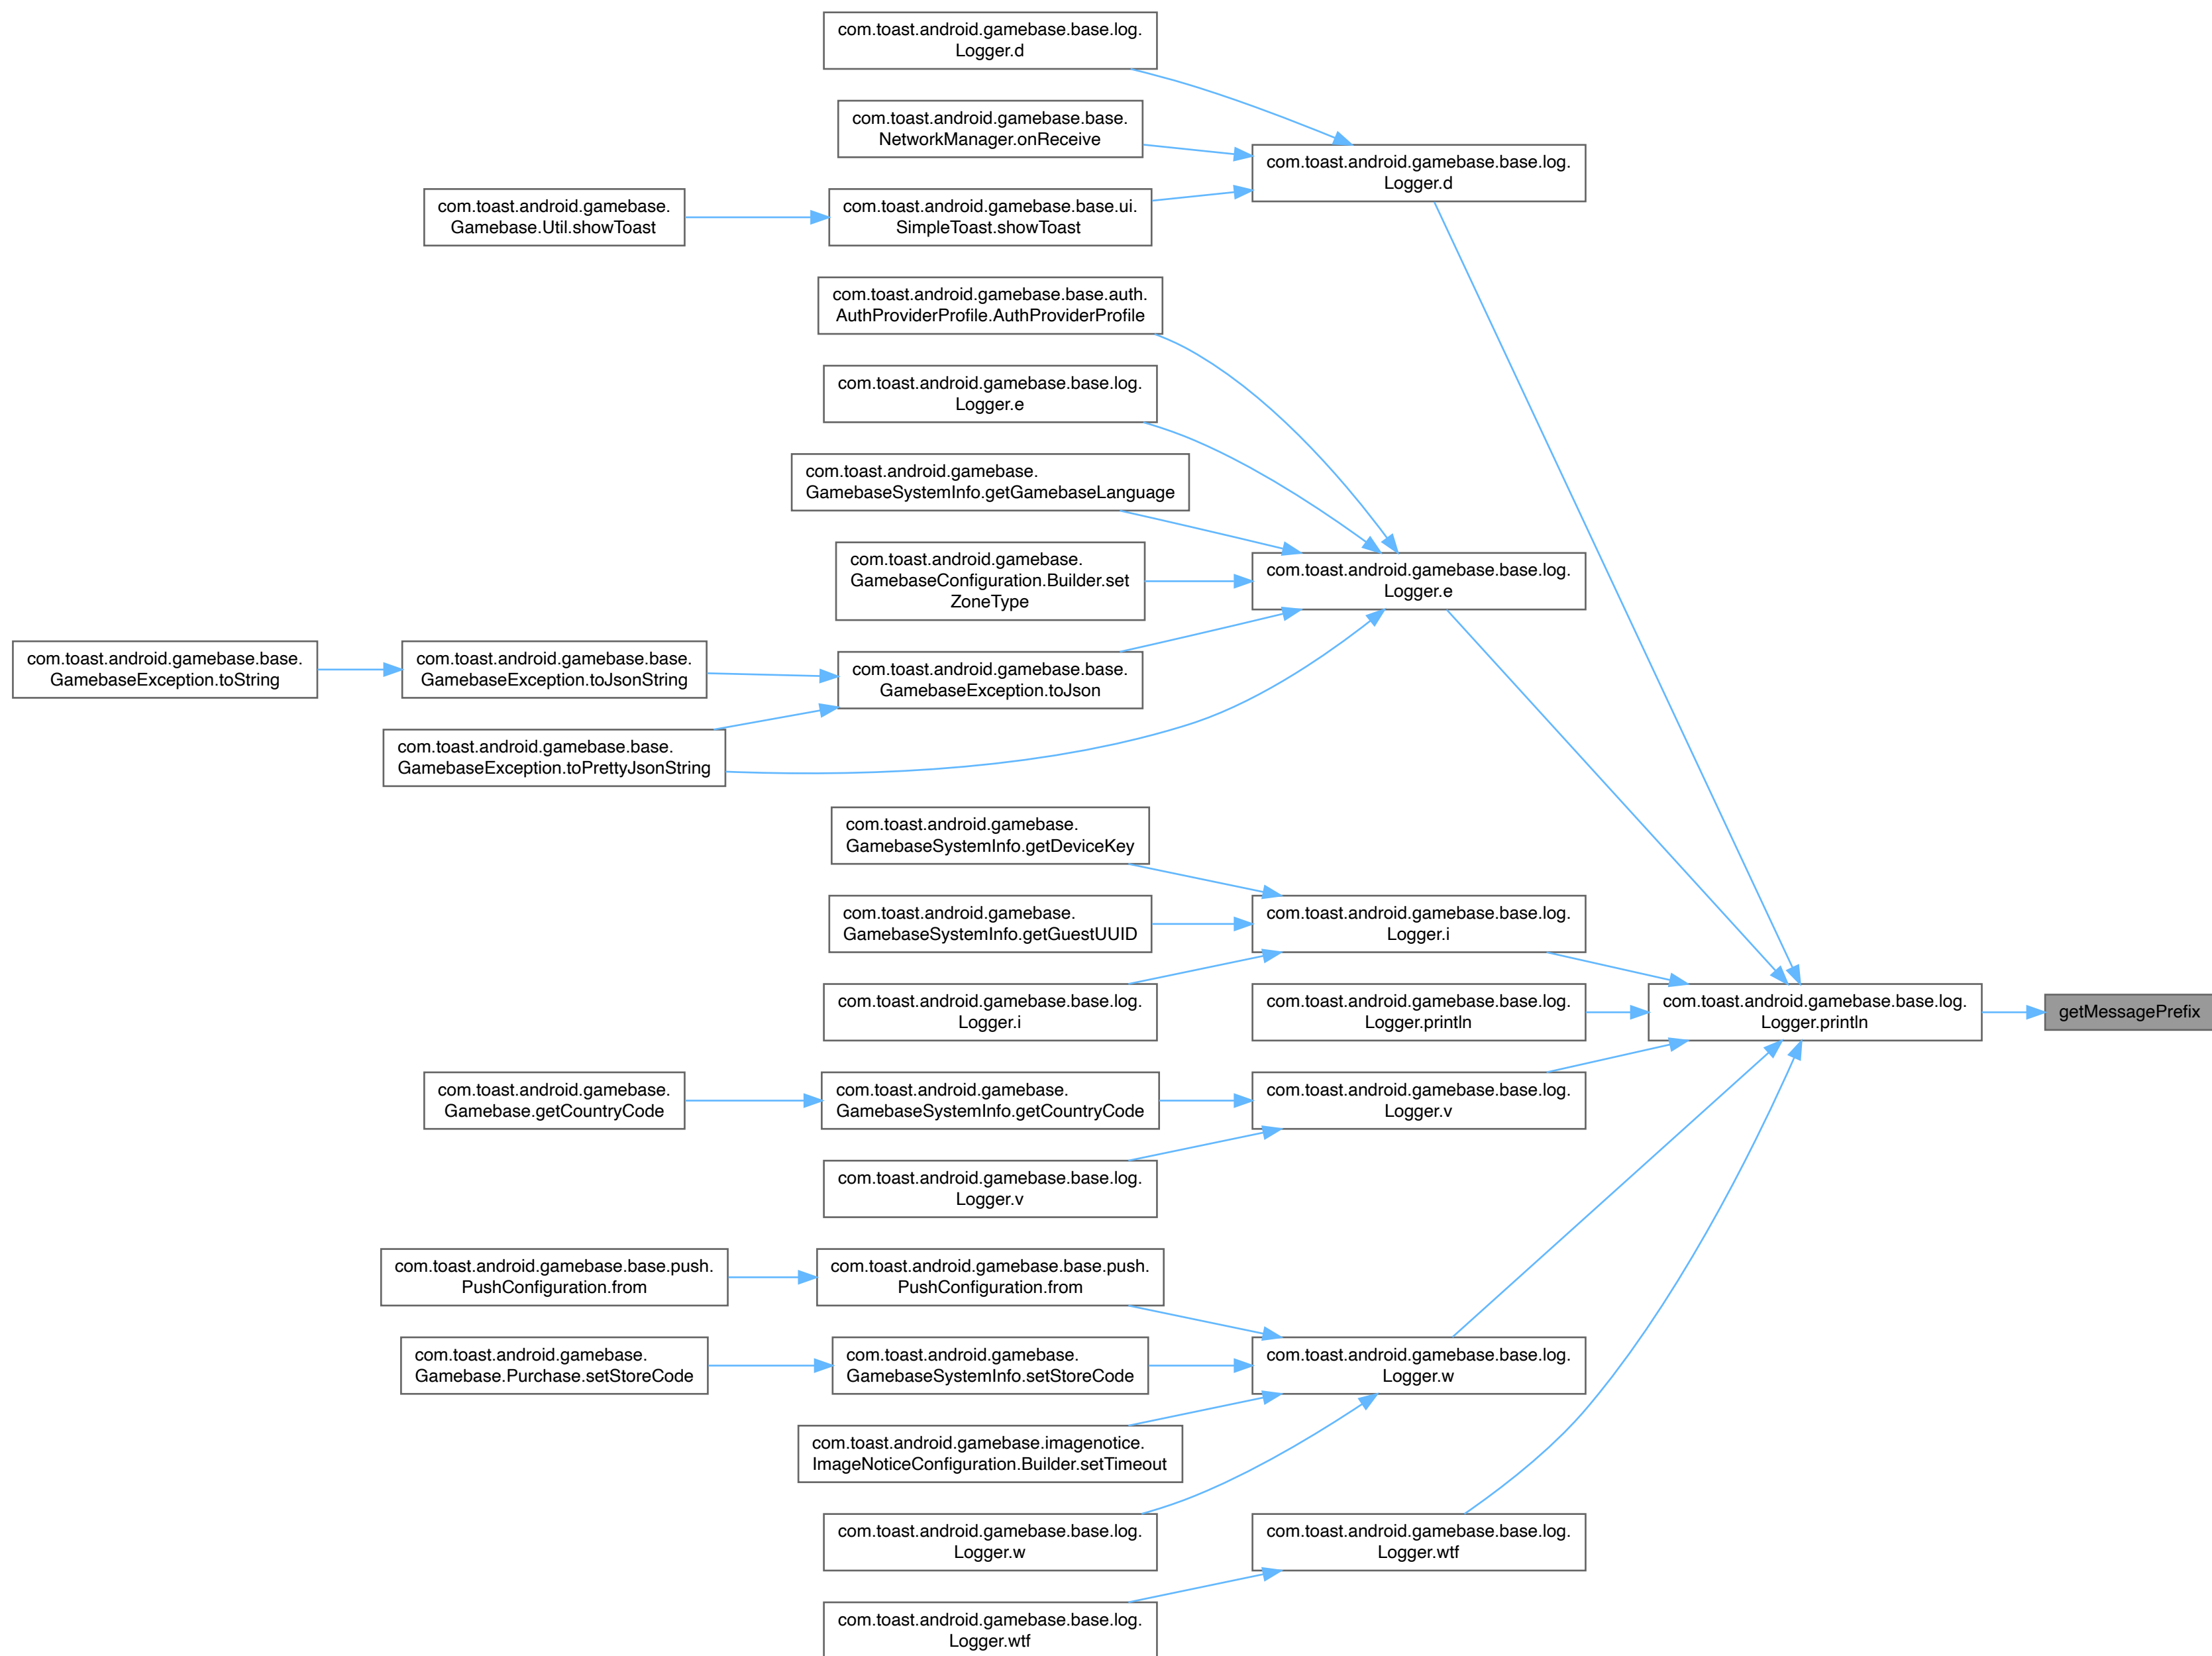 com.toast.android.gamebase.base.log.
Logger.d
com.toast.android.gamebase.base.
NetworkManager.onReceive
com.toast.android.gamebase.base.log.
Logger.d
com.toast.android.gamebase.
Gamebase.Util.showToast
com.toast.android.gamebase.base.ui.
SimpleToast.showToast
com.toast.android.gamebase.base.auth.
AuthProviderProfile.AuthProviderProfile
com.toast.android.gamebase.base.log.
Logger.e
com.toast.android.gamebase.
GamebaseSystemInfo.getGamebaseLanguage
com.toast.android.gamebase.
GamebaseConfiguration.Builder.set
ZoneType
com.toast.android.gamebase.base.log.
Logger.e
com.toast.android.gamebase.base.
GamebaseException.toString
com.toast.android.gamebase.base.
GamebaseException.toJsonString
com.toast.android.gamebase.base.
GamebaseException.toJson
com.toast.android.gamebase.base.
GamebaseException.toPrettyJsonString
com.toast.android.gamebase.
GamebaseSystemInfo.getDeviceKey
com.toast.android.gamebase.
GamebaseSystemInfo.getGuestUUID
com.toast.android.gamebase.base.log.
Logger.i
com.toast.android.gamebase.base.log.
Logger.i
com.toast.android.gamebase.base.log.
Logger.println
com.toast.android.gamebase.base.log.
Logger.println
getMessagePrefix
com.toast.android.gamebase.
Gamebase.getCountryCode
com.toast.android.gamebase.
GamebaseSystemInfo.getCountryCode
com.toast.android.gamebase.base.log.
Logger.v
com.toast.android.gamebase.base.log.
Logger.v
com.toast.android.gamebase.base.push.
PushConfiguration.from
com.toast.android.gamebase.base.push.
PushConfiguration.from
com.toast.android.gamebase.
Gamebase.Purchase.setStoreCode
com.toast.android.gamebase.
GamebaseSystemInfo.setStoreCode
com.toast.android.gamebase.base.log.
Logger.w
com.toast.android.gamebase.imagenotice.
ImageNoticeConfiguration.Builder.setTimeout
com.toast.android.gamebase.base.log.
Logger.w
com.toast.android.gamebase.base.log.
Logger.wtf
com.toast.android.gamebase.base.log.
Logger.wtf